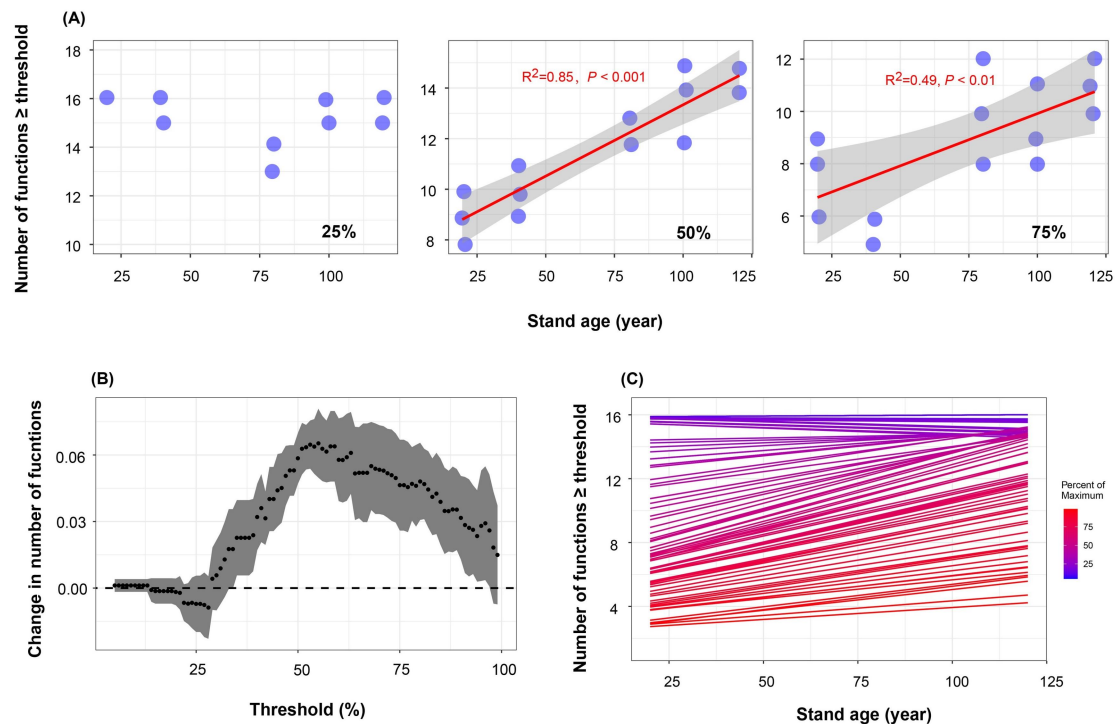 (A)
Number of functions ≥ threshold
18
16
14
12
10
25%
25 50 75 100
14
12
10
8
R²=0.85, P < 0.001
50%
25 50 75 100 125
12
10
8
6
R²=0.49, P < 0.01
75%
25 50 75 100 125
Stand age (year)
(B)
Change in number of fucntions
0.06
0.03
0.00
25 50 75 100
Threshold (%)
(C)
Number of functions ≥ threshold
16
12
8
4
25 50 75 100 125
Stand age (year)
Percent of
Maximum
75
50
25